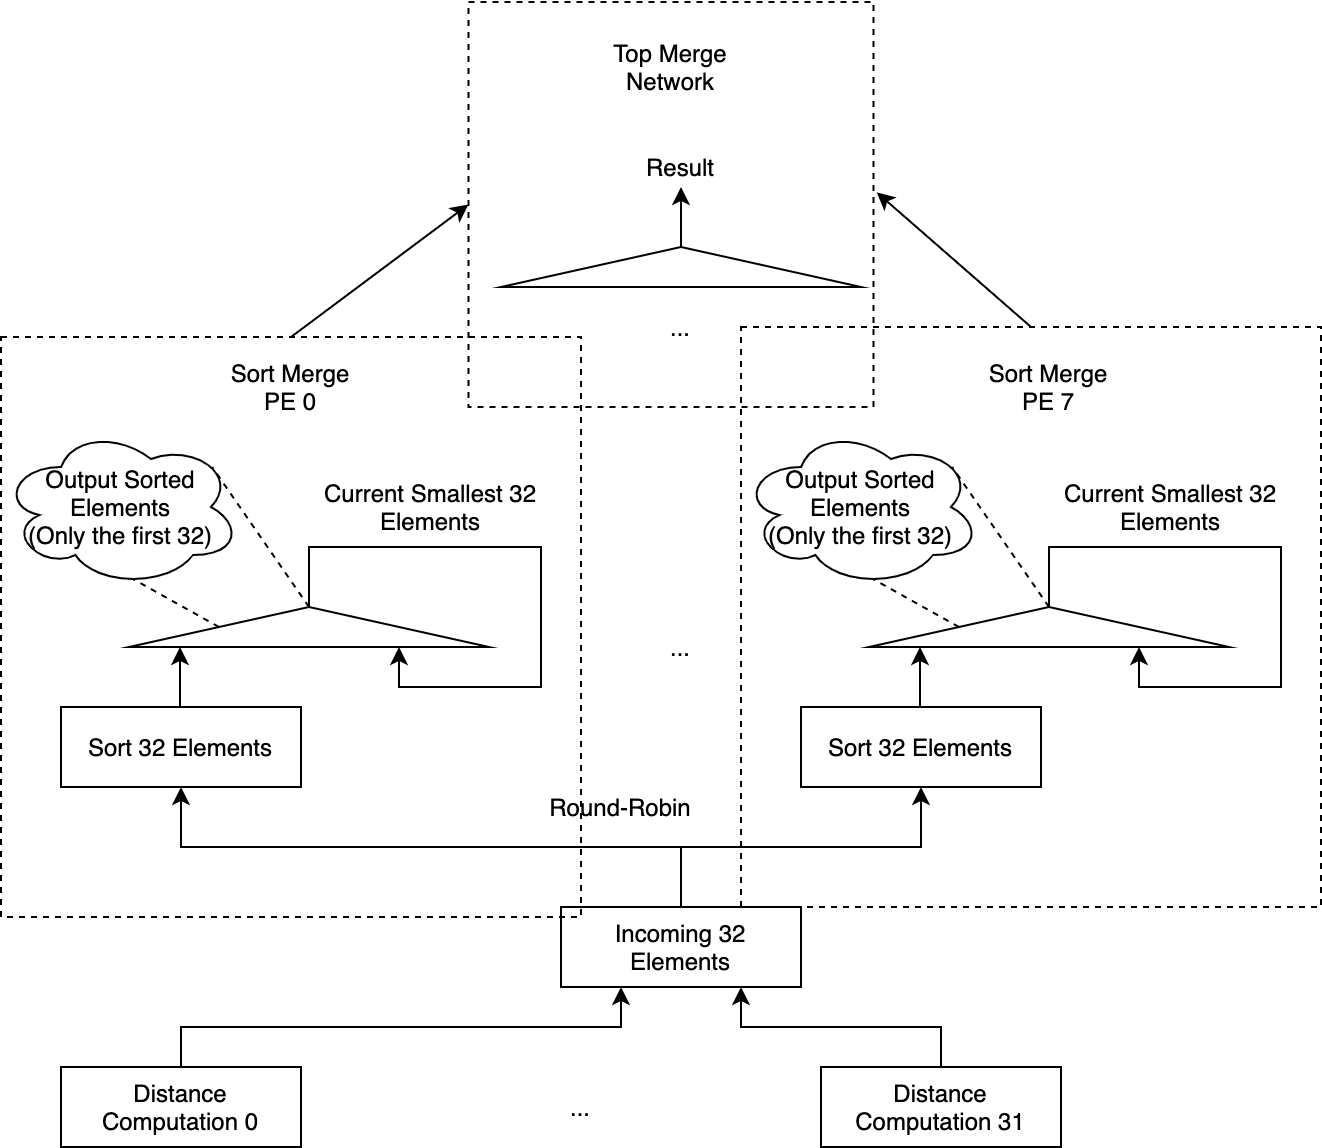 Top Merge
Network
Result
...
Sort Merge
PE 0
Sort Merge
PE 7
Output Sorted
Elements
(Only the first 32)
Current Smallest 32
Elements
Output Sorted
Elements
(Only the first 32)
Current Smallest 32
Elements
...
Sort 32 Elements
Sort 32 Elements
Round-Robin
Incoming 32
Elements
Distance
Computation 0
...
Distance
Computation 31